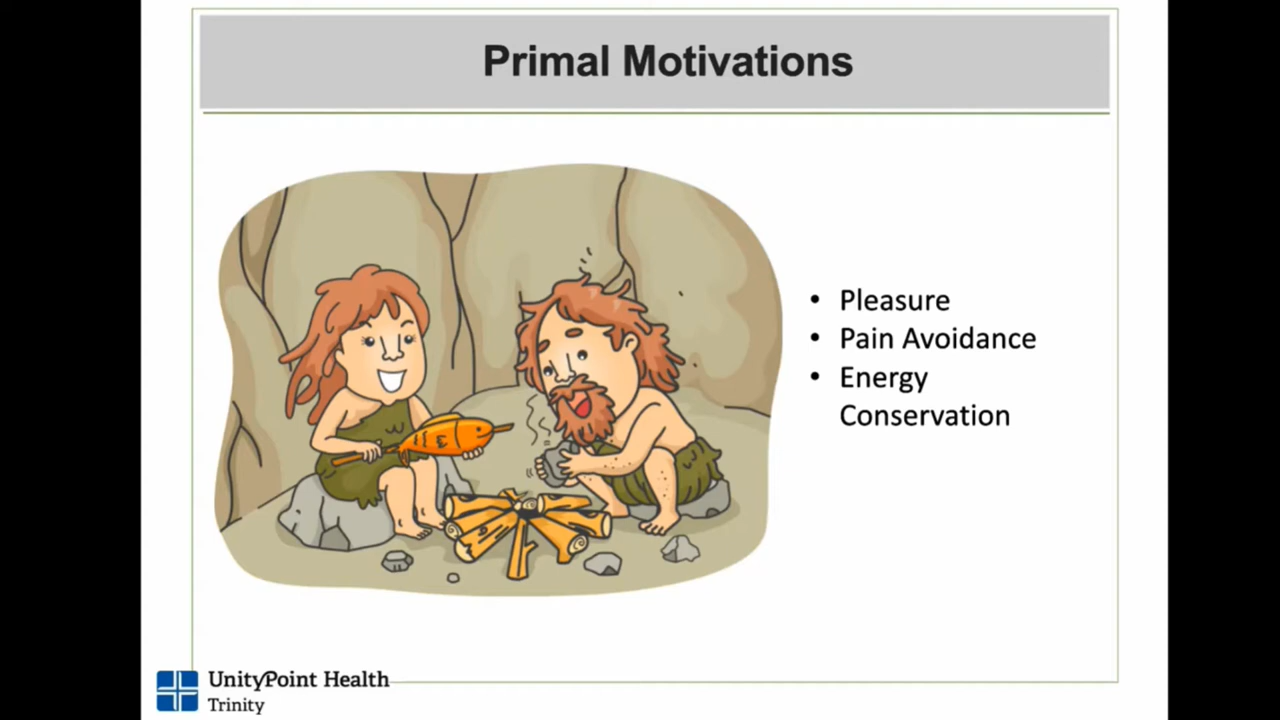 Primal Motivations
• Pleasure
• Pain Avoidance
• Energy
Conservation
UnityPoint Health
Trinity